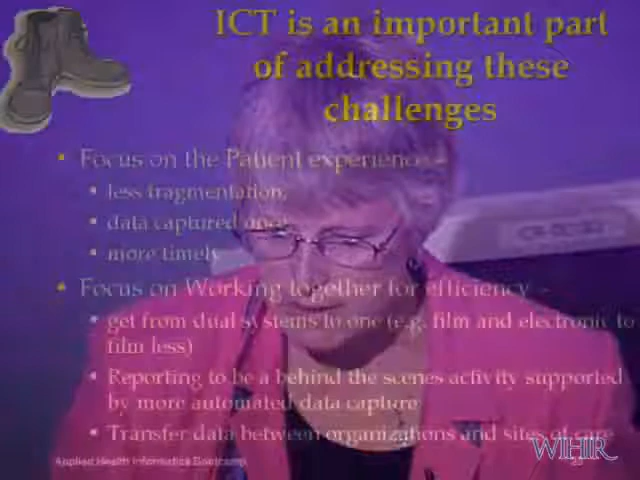 ICT is an important part
of addressing these
challenges
Focus on the Patient experience –
less fragmentation,
data captured once
more timely
Focus on Working together for efficiency –
get from dual systems to one (e.g. film and electronic to
film less)
Reporting to be a behind the scenes activity supported
by more automated data capture
Transfer data between organizations and sites of care
Applied Health Informatics Bootcamp
WIHIR